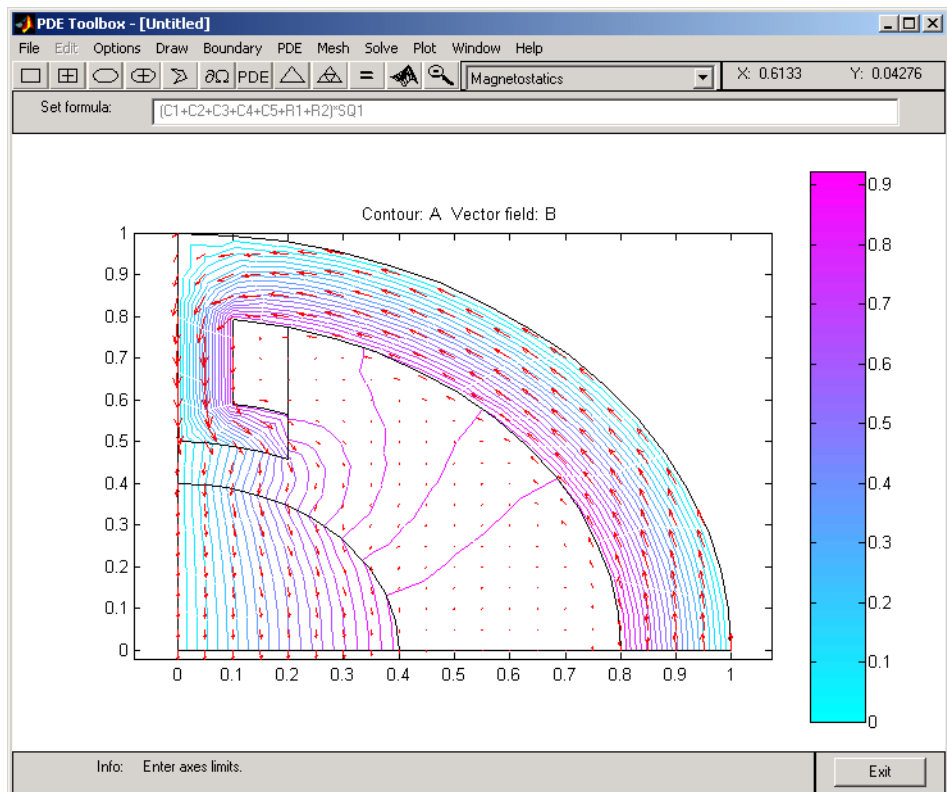 PDE Toolbox - [Untitled]
File Edit Options Draw Boundary PDE Mesh Solve Plot Window Help
∂Ω PDE = Magnetostatics X: 0.6133 Y: 0.04276
Set formula: (C1+C2+C3+C4+C5+R1+R2)*SQ1
Contour: A Vector field: B
1
0.9
0.8
0.7
0.6
0.5
0.4
0.3
0.2
0.1
0
0 0.1 0.2 0.3 0.4 0.5 0.6 0.7 0.8 0.9 1
0.9
0.8
0.7
0.6
0.5
0.4
0.3
0.2
0.1
0
Info: Enter axes limits.
Exit